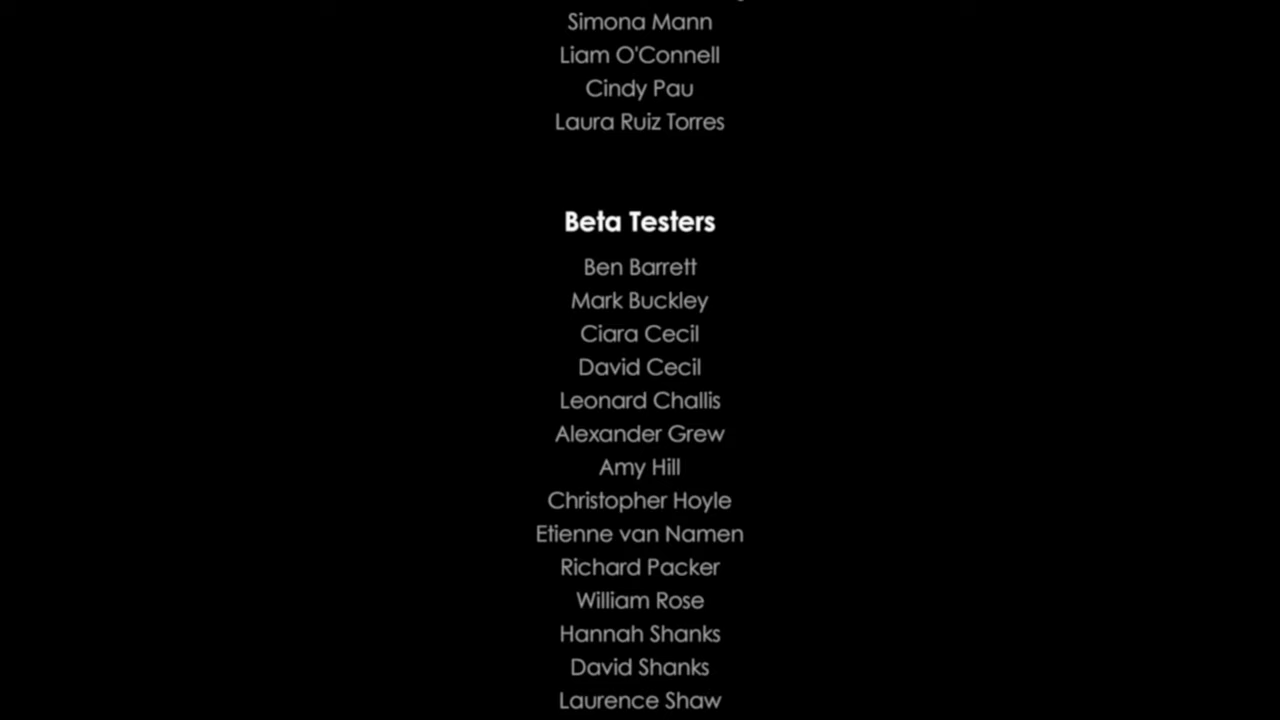 Simona Mann
Liam O'Connell
Cindy Pau
Laura Ruiz Torres
Beta Testers
Ben Barrett
Mark Buckley
Ciara Cecil
David Cecil
Leonard Challis
Alexander Grew
Amy Hill
Christopher Hoyle
Etienne van Namen
Richard Packer
William Rose
Hannah Shanks
David Shanks
Laurence Shaw